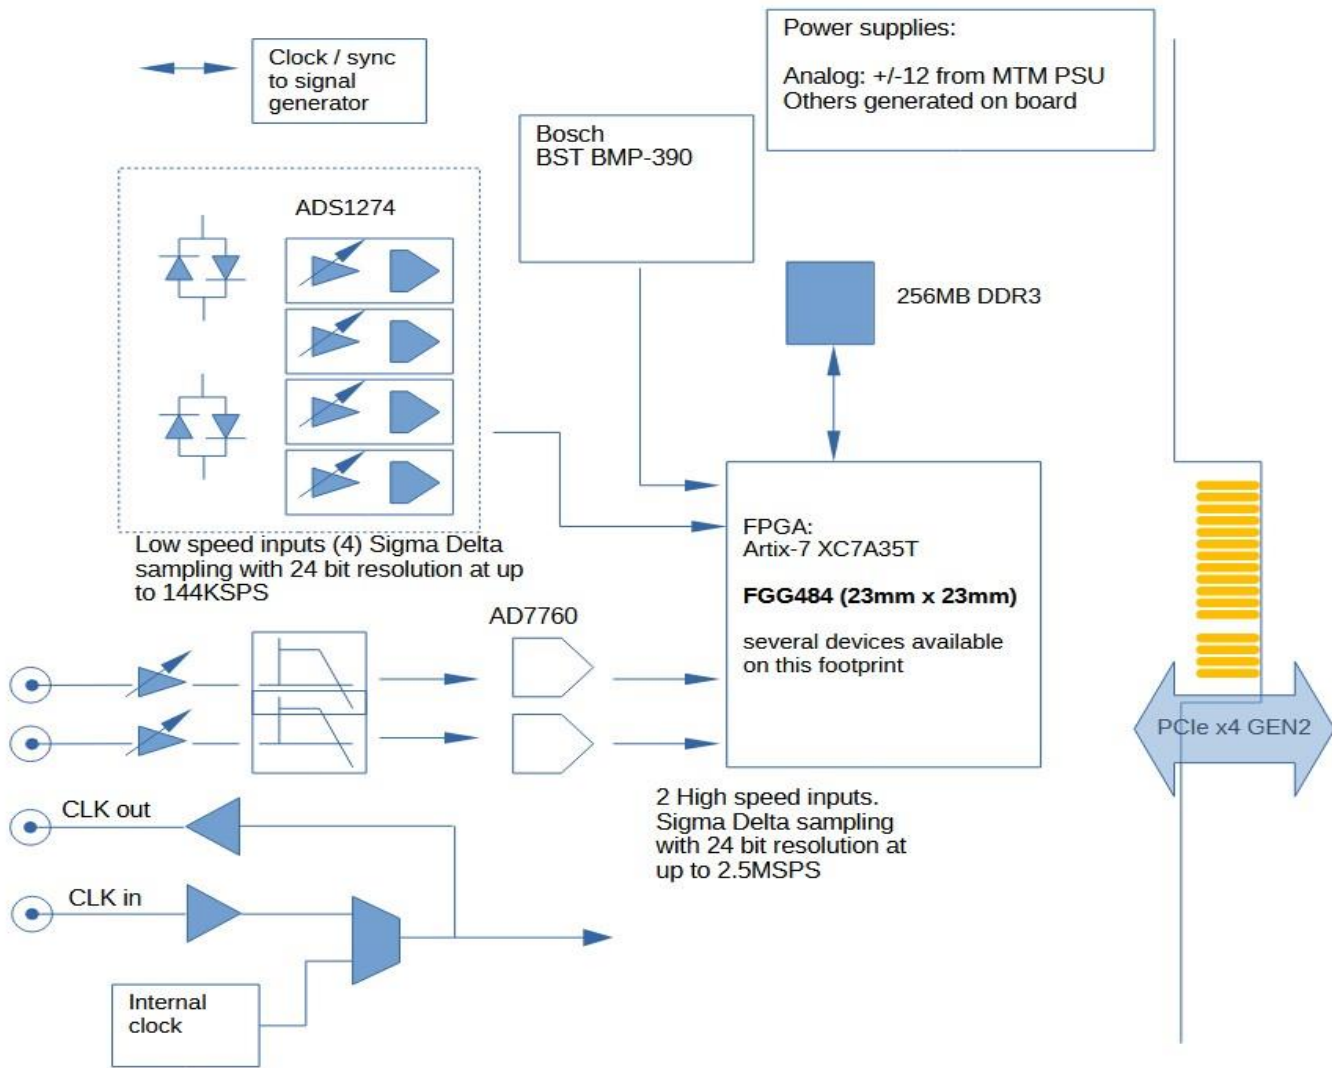 Power supplies:
Analog: +/-12 from MTM PSU
Others generated on board
Clock / sync
to signal
generator
Bosch
BST BMP-390
ADS1274
256MB DDR3
Low speed inputs (4) Sigma Delta
sampling with 24 bit resolution at up
to 144KSPS
FPGA:
Artix-7 XC7A35T
FGG484 (23mm x 23mm)
several devices available
on this footprint
AD7760
PCIe x4 GEN2
2 High speed inputs.
Sigma Delta sampling
with 24 bit resolution at
up to 2.5MSPS
CLK out
CLK in
Internal
clock